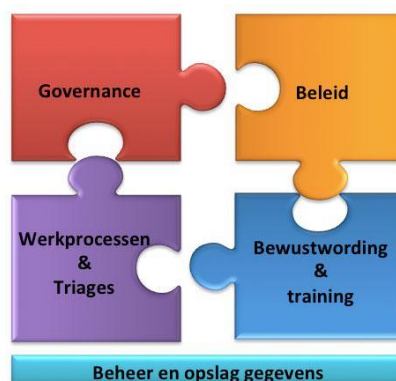 Governance
Beleid
Werkprocessen
&
Triages
Bewustwording
&
training
Beheer en opslag gegevens